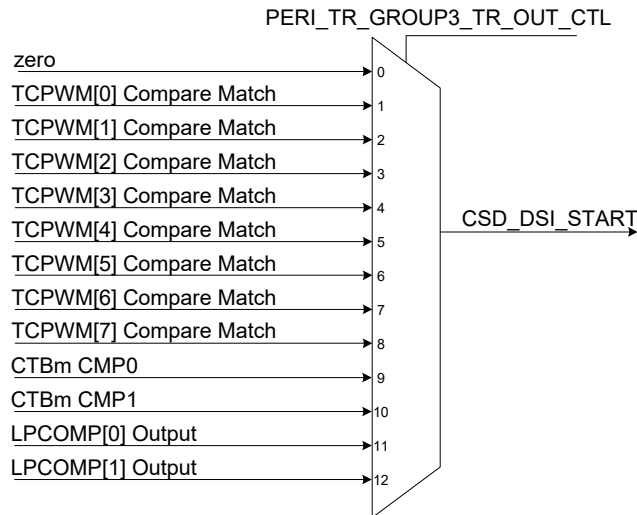 PERI_TR_GROUP3_TR_OUT_CTL
zero
0
TCPWM[0] Compare Match
1
TCPWM[1] Compare Match
2
TCPWM[2] Compare Match
3
TCPWM[3] Compare Match
4
TCPWM[4] Compare Match
5
TCPWM[5] Compare Match
6
TCPWM[6] Compare Match
7
TCPWM[7] Compare Match
8
CTBm CMP0
9
CTBm CMP1
10
LPCOMP[0] Output
11
LPCOMP[1] Output
12
CSD_DSI_START